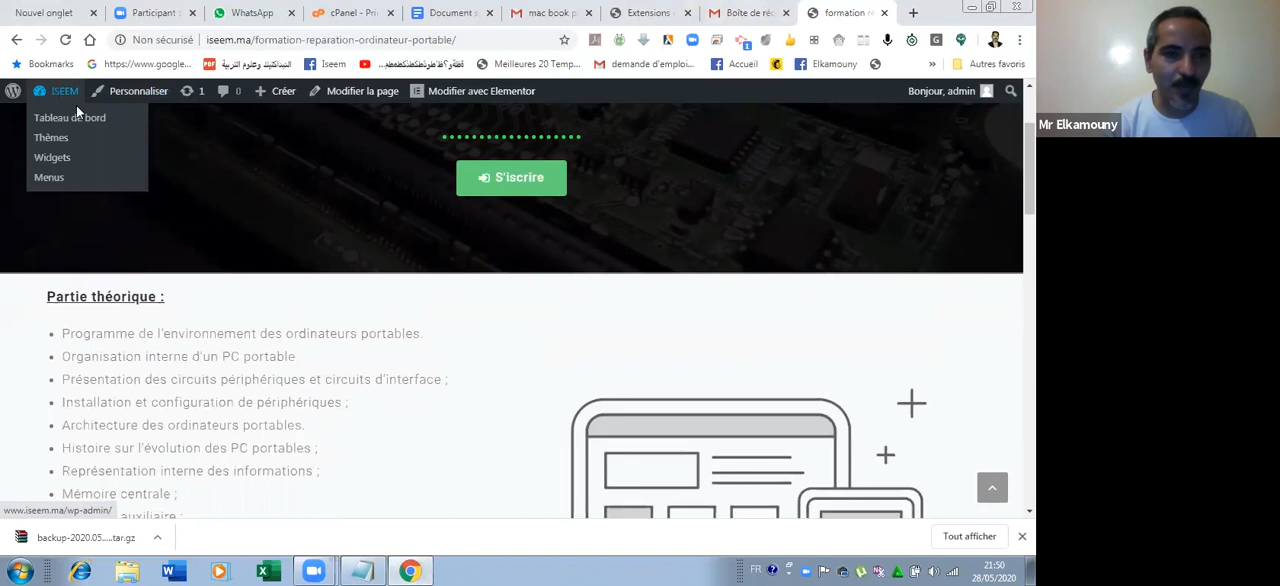 Nouvel onglet
Participant
WhatsApp
cPanel - Pri
Document s
mac book p
Extensions
Boîte de réc
formation re
Non sécurisé
iseem.ma/formation-reparation-ordinateur-portable/
Bookmarks
https://www.google...
Iseem
Meilleures 20 Temp...
demande_d'emploi...
Accueil
Elkamouny
»
Autres favoris
ISEEM
Personnaliser
1
0
Créer
Modifier la page
Modifier avec Elementor
Bonjour, admin
Tableau de bord
Thèmes
Widgets
Menus
S'iscrire
Mr Elkamouny
Partie théorique :
• Programme de l'environnement des ordinateurs portables.
• Organisation interne d'un PC portable
• Présentation des circuits périphériques et circuits d'interface ;
• Installation et configuration de périphériques ;
• Architecture des ordinateurs portables.
• Histoire sur l'évolution des PC portables ;
• Représentation interne des informations ;
• Mémoire centrale ;
auxiliaire ;
www.iseem.ma/wp-admin/
backup-2020.05....tar.gz
Tout afficher
FR
21:50
28/05/2020